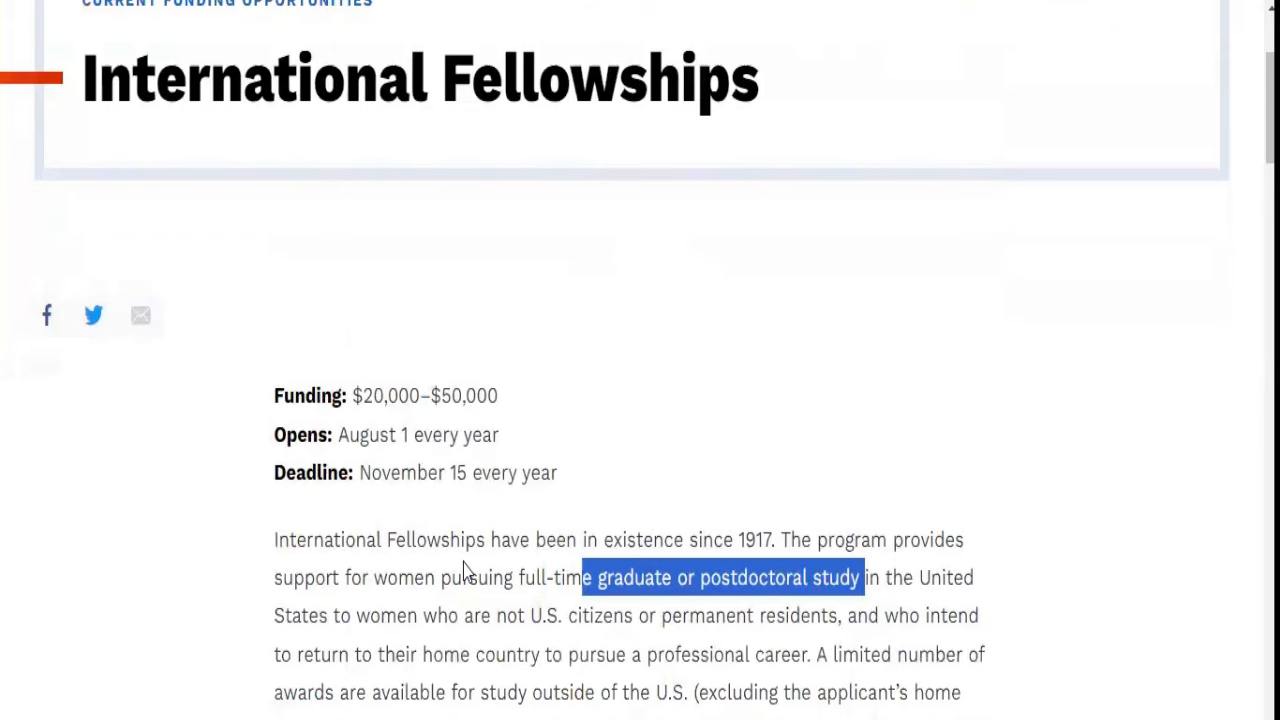 CURRENT FUNDING OPPORTUNITIES
International Fellowships
Funding: $20,000–$50,000
Opens: August 1 every year
Deadline: November 15 every year
International Fellowships have been in existence since 1917. The program provides
support for women pursuing full-time graduate or postdoctoral study in the United
States to women who are not U.S. citizens or permanent residents, and who intend
to return to their home country to pursue a professional career. A limited number of
awards are available for study outside of the U.S. (excluding the applicant's home